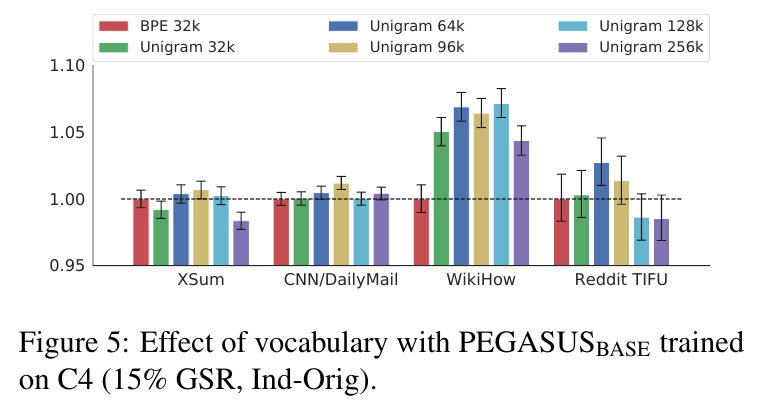 BPE 32k Unigram 64k Unigram 128k
Unigram 32k Unigram 96k Unigram 256k
1.10
1.05
1.00
0.95
XSum CNN/DailyMail WikiHow Reddit TIFU
Figure 5: Effect of vocabulary with PEGASUSBASE trained
on C4 (15% GSR, Ind-Orig).